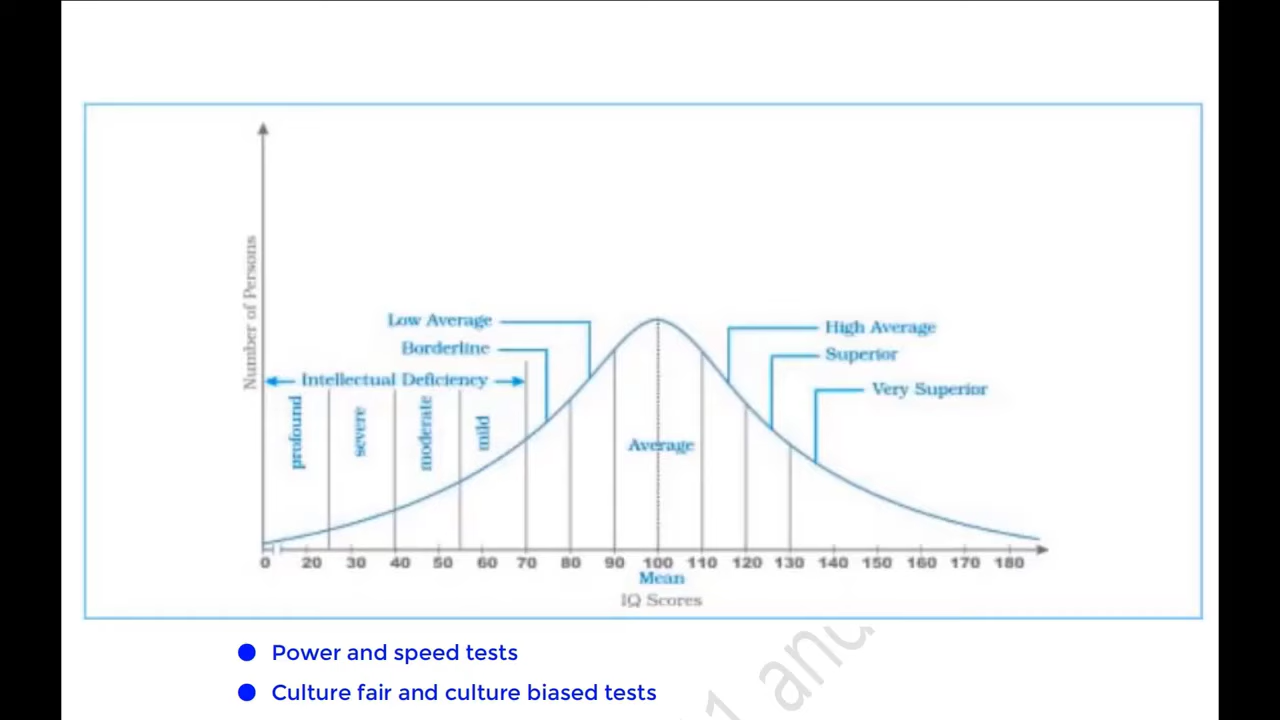 Number of Persons
Low Average
High Average
Borderline
Superior
Intellectual Deficiency
Very Superior
profound
severe
moderate
mild
Average
0 20 30 40 50 60 70 80 90 100 110 120 130 140 150 160 170 180
Mean
IQ Scores
Power and speed tests
Culture fair and culture biased tests
1 and